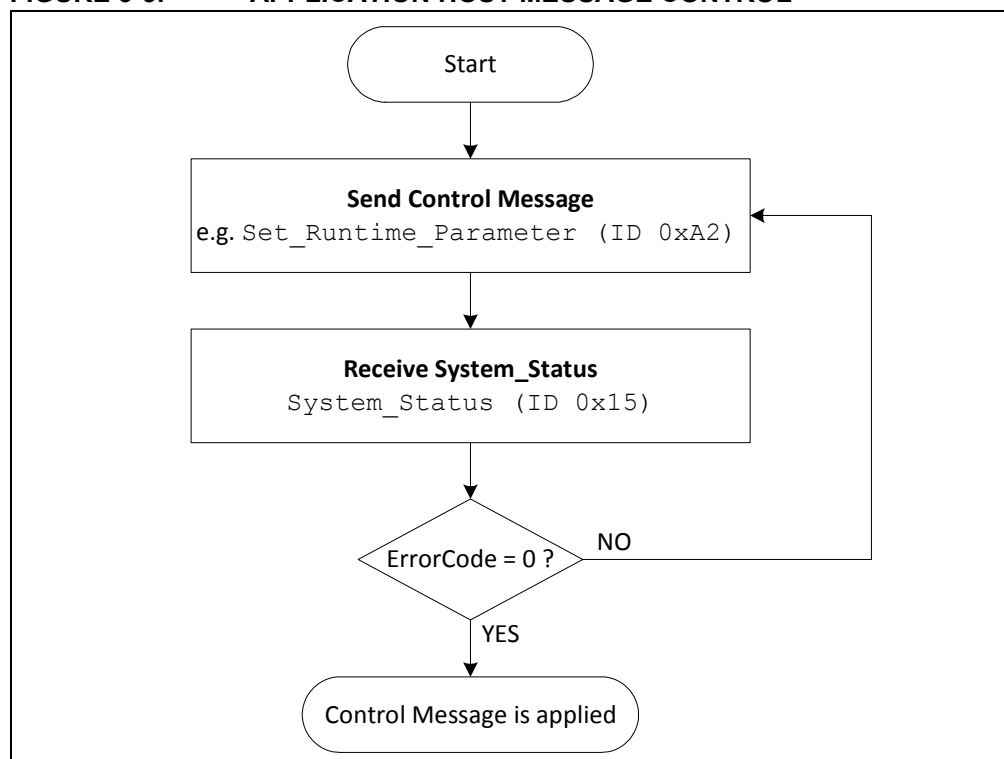 Start
Send Control Message
e.g. Set_Runtime_Parameter (ID 0xA2)
Receive System_Status
System_Status (ID 0x15)
ErrorCode = 0 ?
NO
YES
Control Message is applied